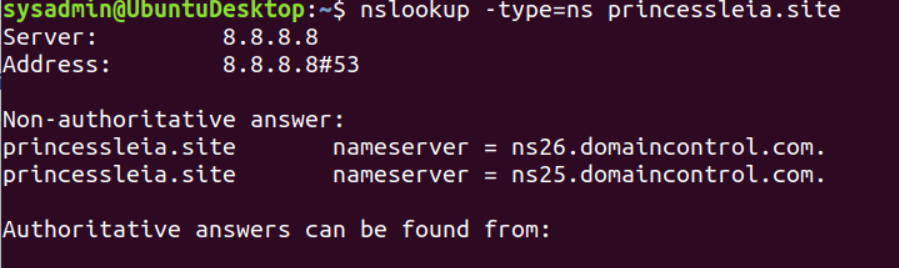 sysadmin@UbuntuDesktop:~$ nslookup -type=ns princessleia.site
Server:		8.8.8.8
Address:	8.8.8.8#53
Non-authoritative answer:
princessleia.site	nameserver = ns26.domaincontrol.com.
princessleia.site	nameserver = ns25.domaincontrol.com.
Authoritative answers can be found from: